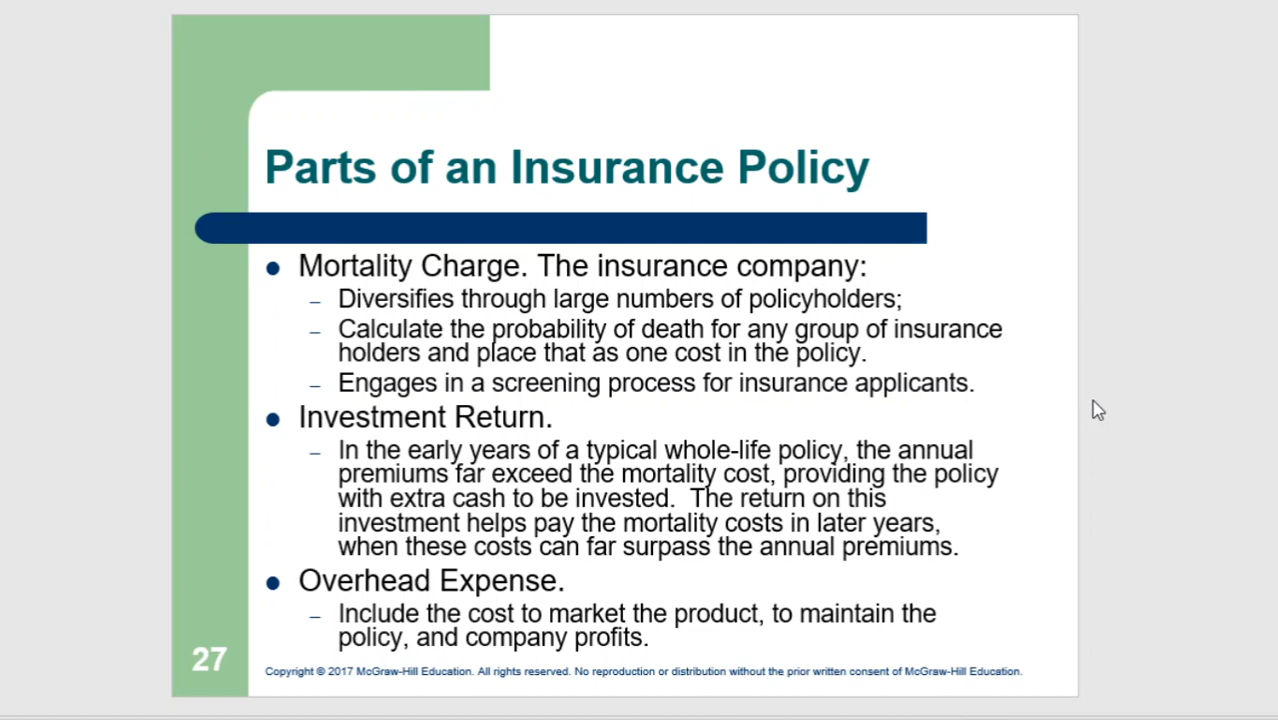 Parts of an Insurance Policy
● Mortality Charge. The insurance company:
– Diversifies through large numbers of policyholders;
– Calculate the probability of death for any group of insurance
holders and place that as one cost in the policy.
– Engages in a screening process for insurance applicants.
● Investment Return.
– In the early years of a typical whole-life policy, the annual
premiums far exceed the mortality cost, providing the policy
with extra cash to be invested. The return on this
investment helps pay the mortality costs in later years,
when these costs can far surpass the annual premiums.
● Overhead Expense.
– Include the cost to market the product, to maintain the
policy, and company profits.
27
Copyright © 2017 McGraw-Hill Education. All rights reserved. No reproduction or distribution without the prior written consent of McGraw-Hill Education.